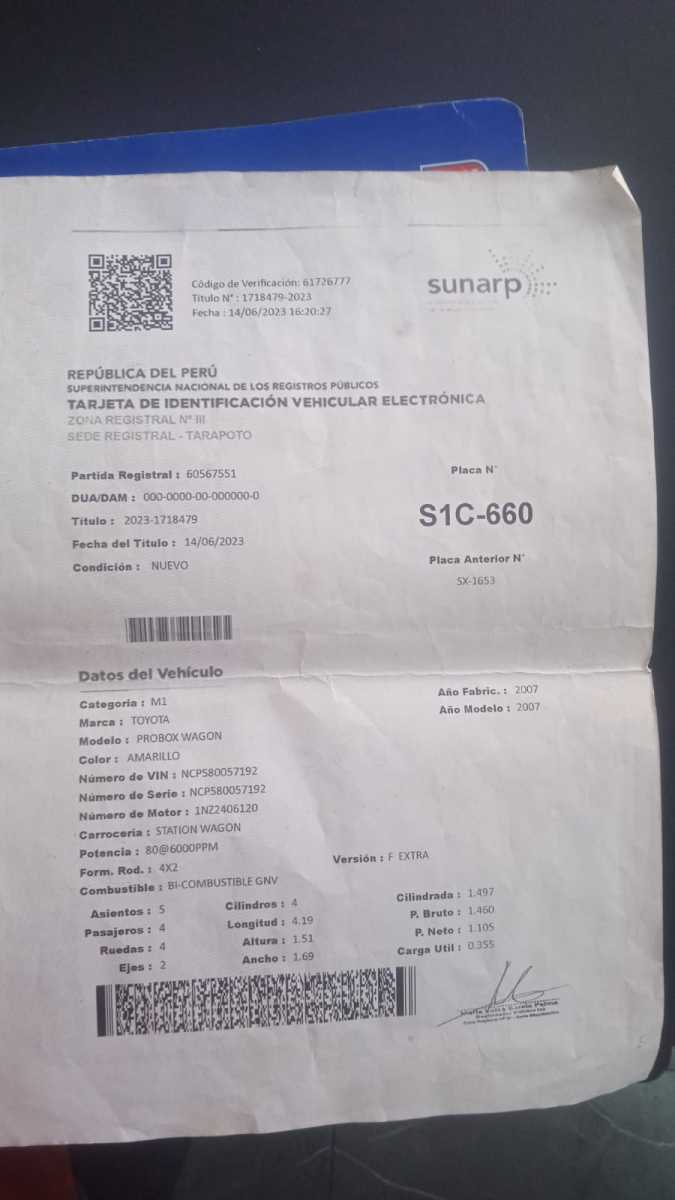 Código de Verificación: 61726777
Título N° : 1718479-2023
Fecha : 14/06/2023 16:20:27
sunarp
REPÚBLICA DEL PERÚ
SUPERINTENDENCIA NACIONAL DE LOS REGISTROS PÚBLICOS
TARJETA DE IDENTIFICACIÓN VEHICULAR ELECTRÓNICA
ZONA REGISTRAL N° III
SEDE REGISTRAL - TARAPOTO
Partida Registral : 60567551
DUA/DAM : 000-0000-00-000000-0
Título : 2023-1718479
Fecha del Título : 14/06/2023
Condición : NUEVO
Placa N°
S1C-660
Placa Anterior N°
SX-1653
Datos del Vehículo
Categoría : M1
Marca : TOYOTA
Modelo : PROBOX WAGON
Color : AMARILLO
Número de VIN : NCP580057192
Número de Serie : NCP580057192
Número de Motor : 1NZ2406120
Carrocería : STATION WAGON
Potencia : 80@6000PPM
Form. Rod. : 4X2
Combustible : BI-COMBUSTIBLE GNV
Año Fabric. : 2007
Año Modelo : 2007
Versión : F EXTRA
Asientos : 5
Pasajeros : 4
Ruedas : 4
Ejes : 2
Cilindros : 4
Longitud : 4.19
Altura : 1.51
Ancho : 1.69
Cilindrada : 1.497
P. Bruto : 1.460
P. Neto : 1.105
Carga Util : 0.355